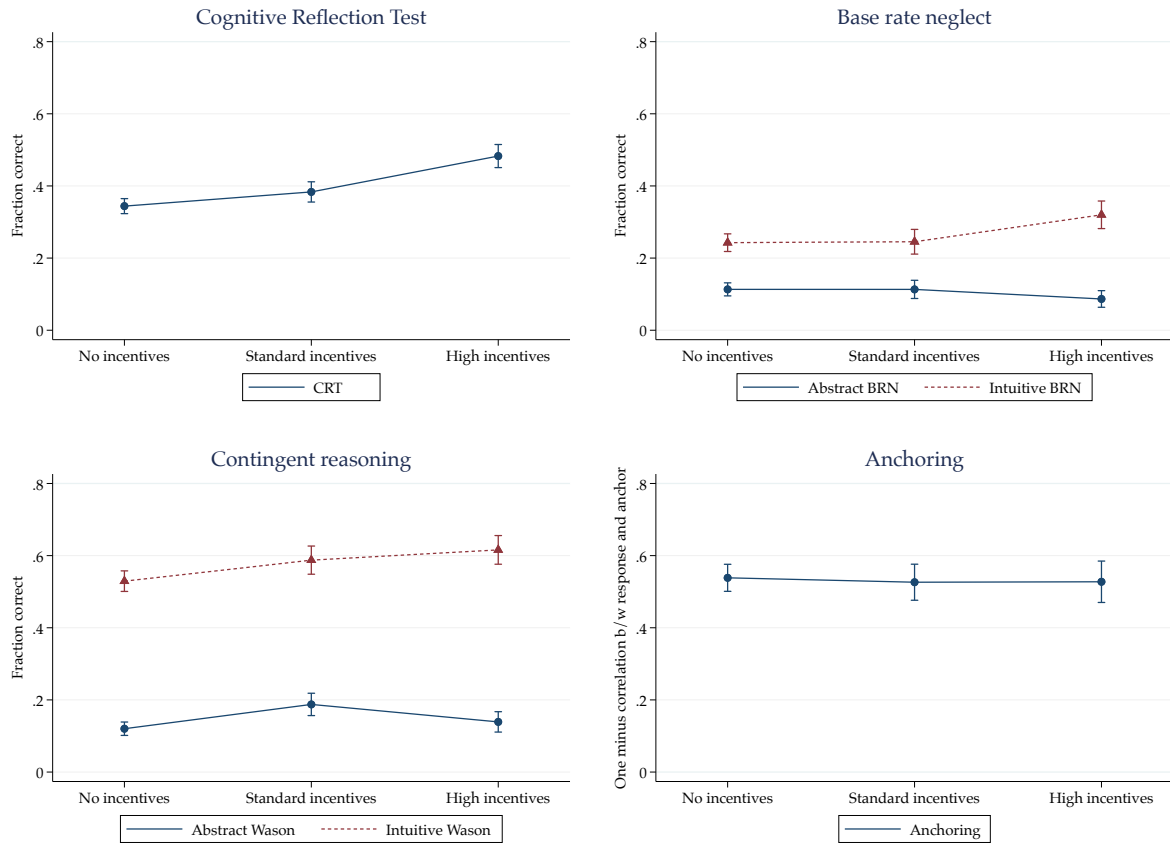 Cognitive Reflection Test
Fraction correct
.8
.6
.4
.2
0
No incentives Standard incentives High incentives
CRT
Base rate neglect
Fraction correct
.8
.6
.4
.2
0
No incentives Standard incentives High incentives
Abstract BRN Intuitive BRN
Contingent reasoning
Fraction correct
.8
.6
.4
.2
0
No incentives Standard incentives High incentives
Abstract Wason Intuitive Wason
Anchoring
One minus correlation b/w response and anchor
.8
.6
.4
.2
0
No incentives Standard incentives High incentives
Anchoring